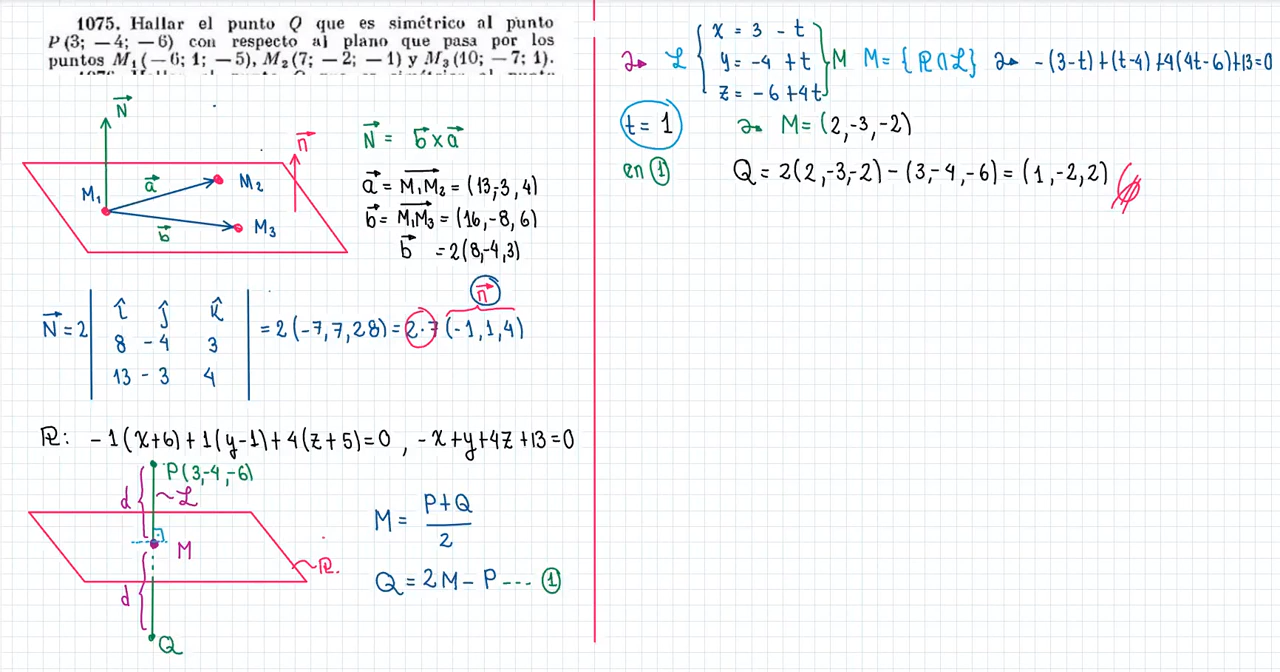 1075. Hallar el punto Q que es simétrico al punto
P (3; — 4; — 6) con respecto al plano que pasa por los
puntos M₁(—6; 1; —5), M₂(7; —2; —1) y M₃(10; —7; 1).
N
n
M₁
a
M₂
b
M₃
N = b x a
a = M₁M₂ = (13,-3, 4)
b = M₁M₃ = (16,-8, 6)
b = 2(8,-4,3)
n
N = 2 | î ĵ k̂ | = 2(-7,7,28) = 2·7 (-1,1,4)
8 -4 3
13 -3 4
ℝ: -1(x+6)+1(y-1)+4(z+5)=0, -x+y+4z+13=0
P(3,-4,-6)
d
L
M
R.
d
Q
M = P+Q
2
Q = 2M - P --- ①
L { x = 3 - t
y = -4 + t } M M = {ℝ∩L} -(3-t)+(t-4)+4(4t-6)+13=0
z = -6+4t
t = 1 M = (2,-3,-2)
en ① Q = 2(2,-3,-2) - (3,-4,-6) = (1,-2,2)